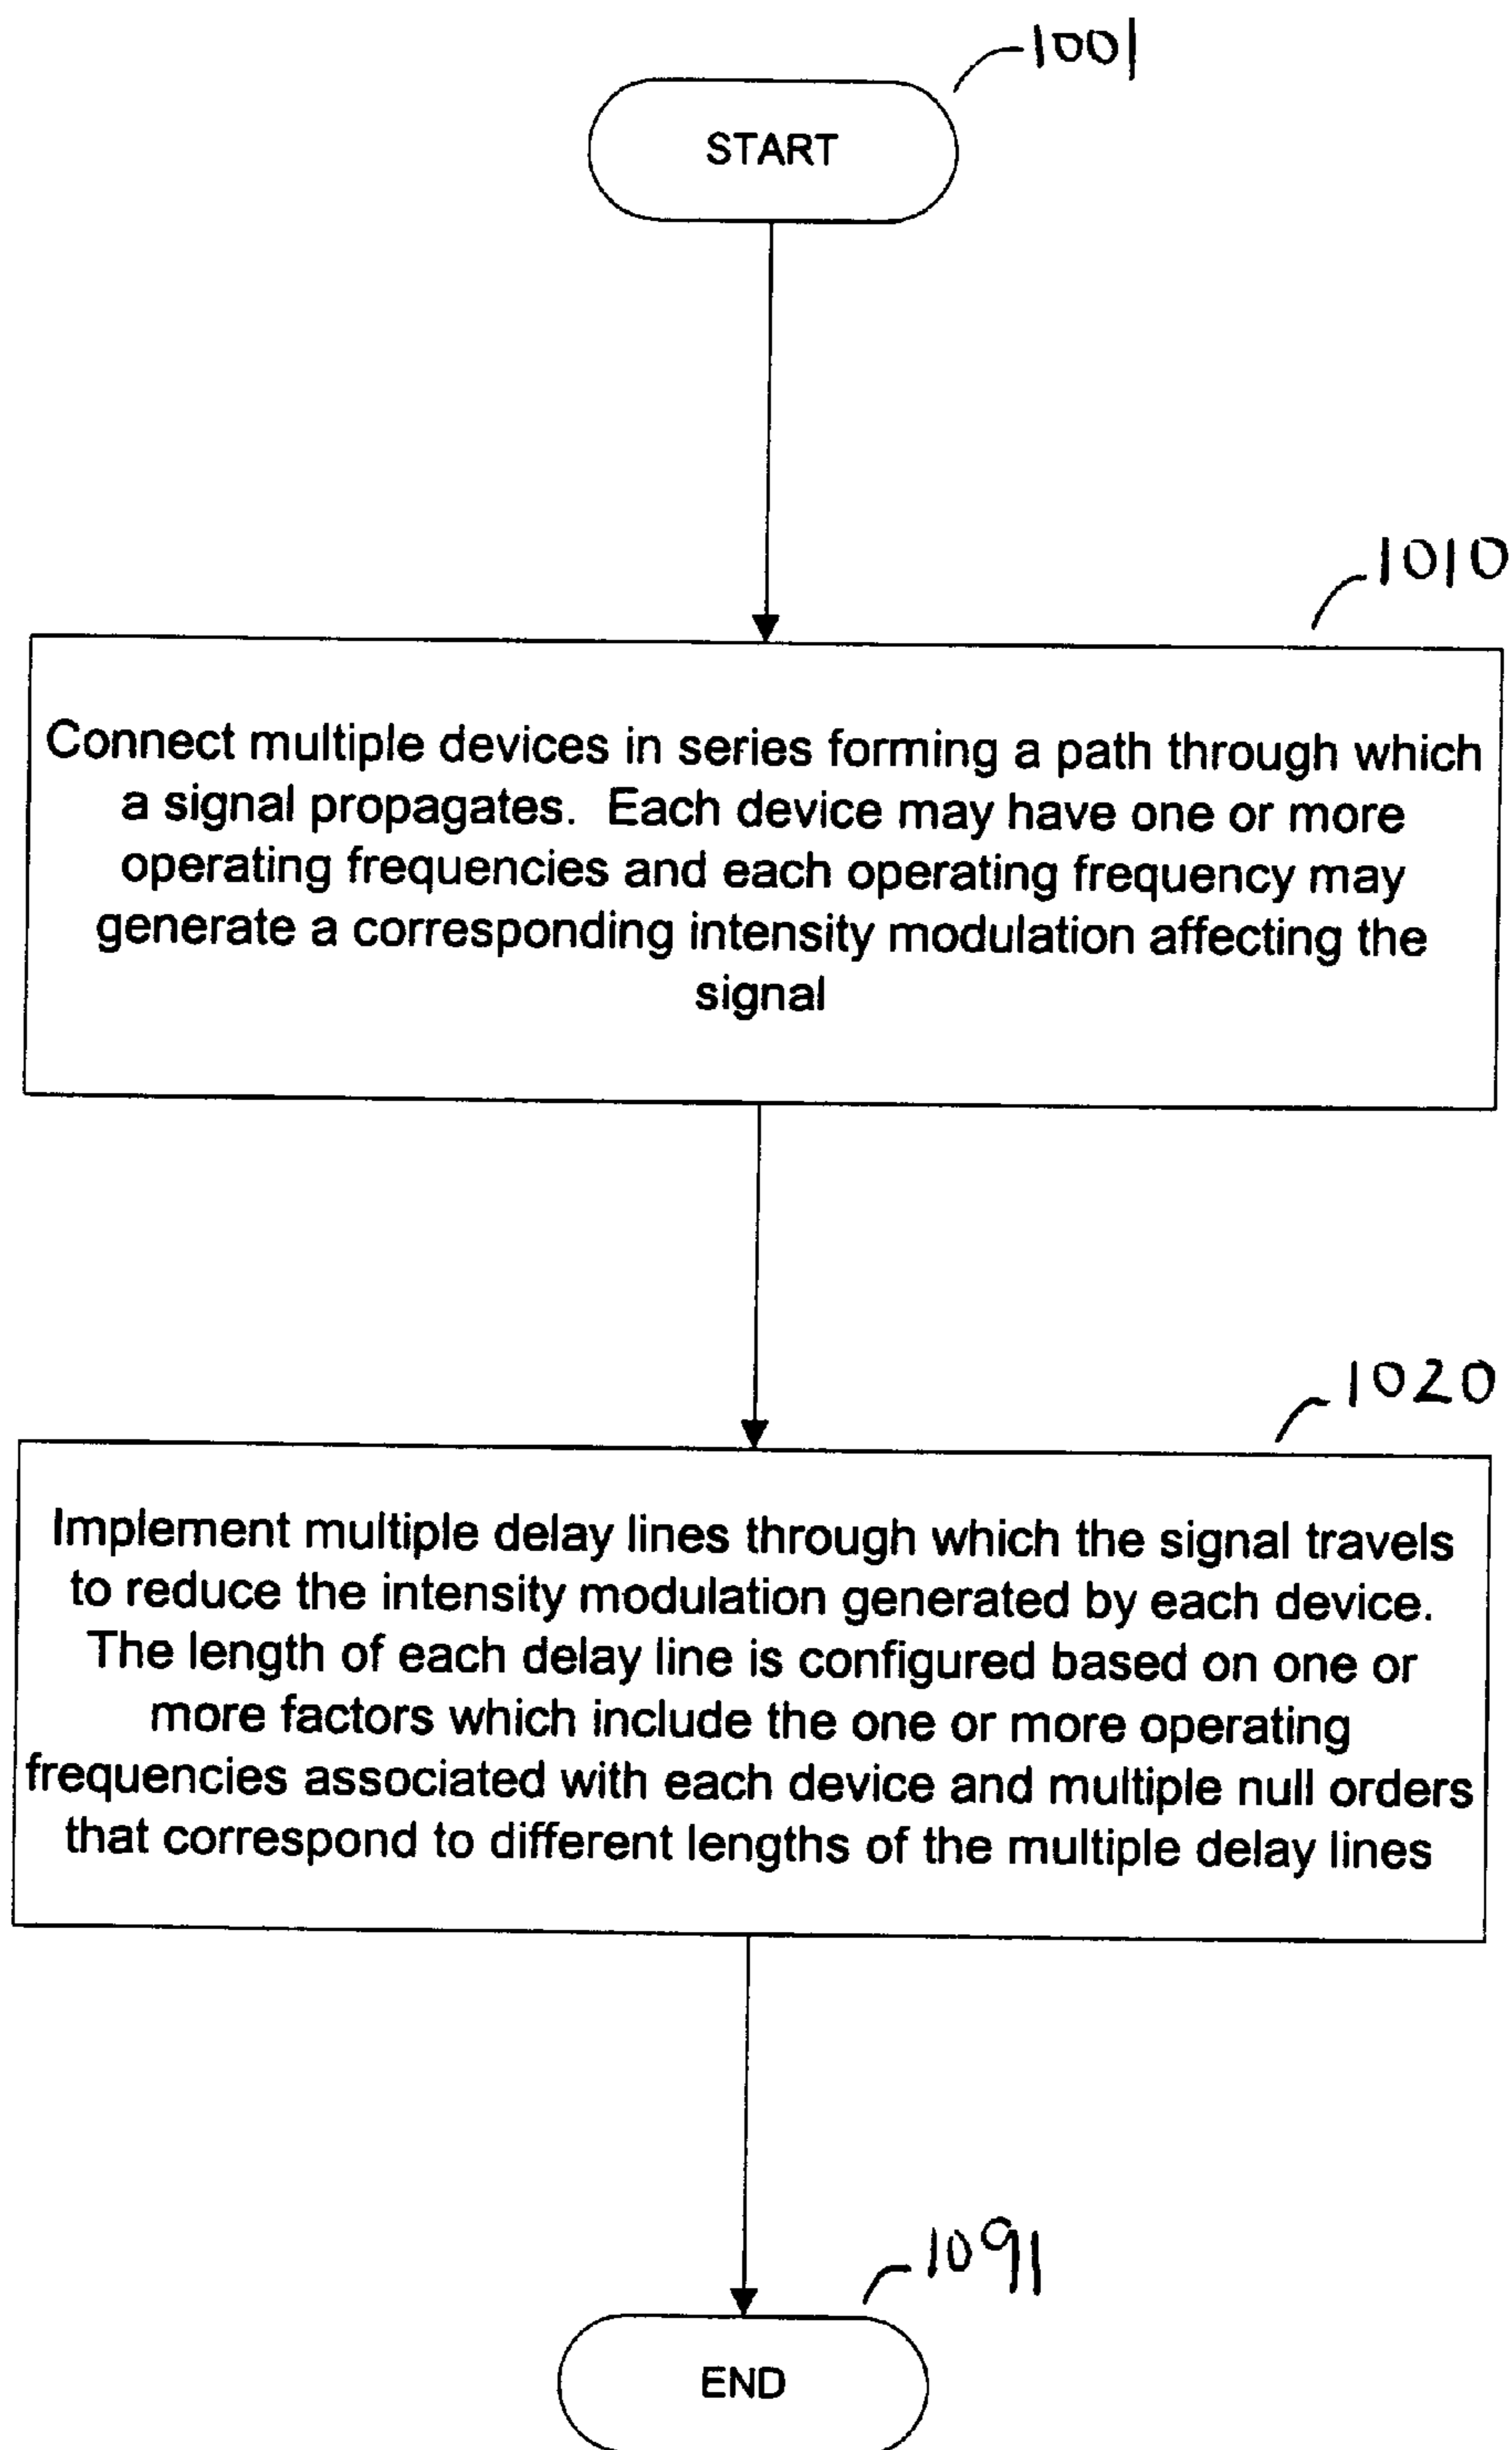 1001
START
1010
Connect multiple devices in series forming a path through which
a signal propagates.  Each device may have one or more
operating frequencies and each operating frequency may
generate a corresponding intensity modulation affecting the
signal
1020
Implement multiple delay lines through which the signal travels
to reduce the intensity modulation generated by each device.
The length of each delay line is configured based on one or
more factors which include the one or more operating
frequencies associated with each device and multiple null orders
that correspond to different lengths of the multiple delay lines
1091
END